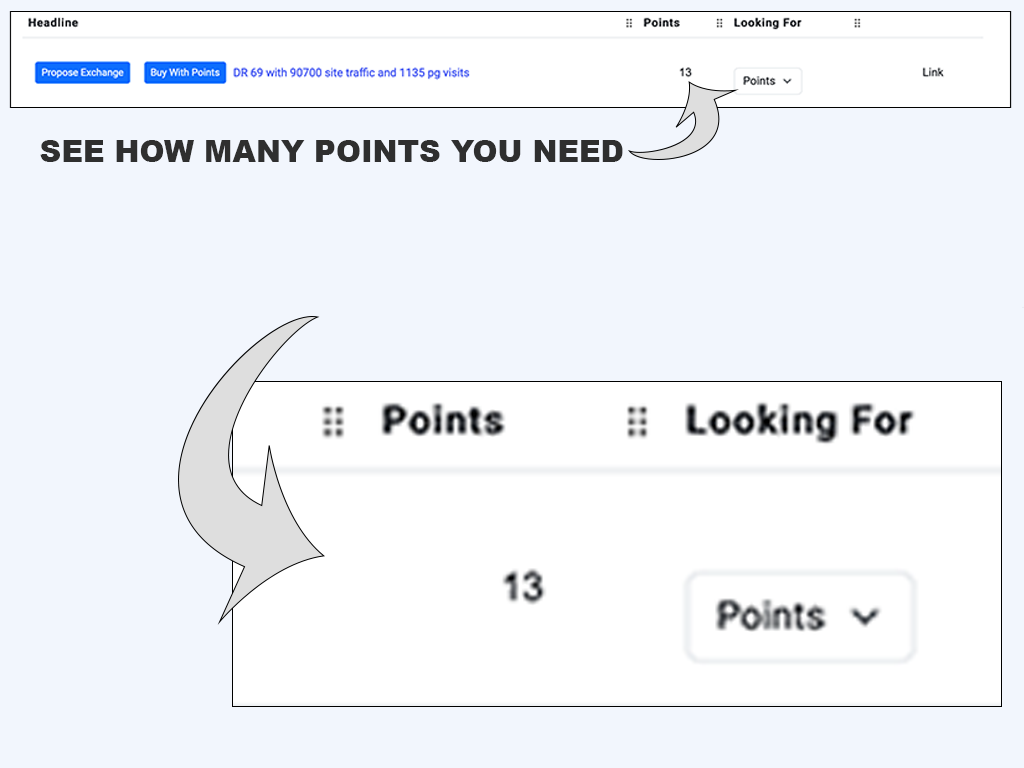 Headline Points Looking For
Propose Exchange Buy With Points DR 69 with 90700 site traffic and 1135 pg visits 13 Points Link
SEE HOW MANY POINTS YOU NEED
Points Looking For
13 Points